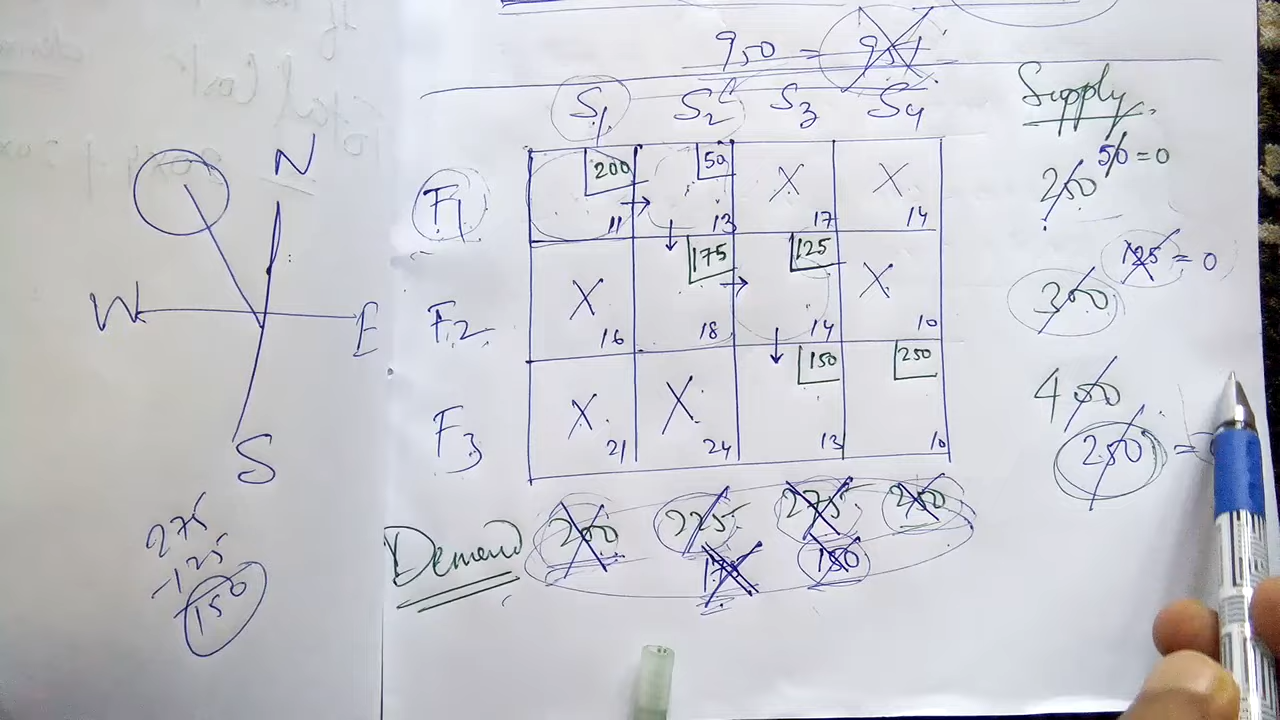 950 = 951
S1 S2 S3 S4 Supply
F1 200 11 50 13 X 17 X 14 250 50=0
F2 X 16 175 18 125 14 X 10 300 125 = 0
F3 X 21 X 24 150 13 250 10 400 250 =
Demand 200 225 275 250
175 150
N
W E
S
275
-125
150